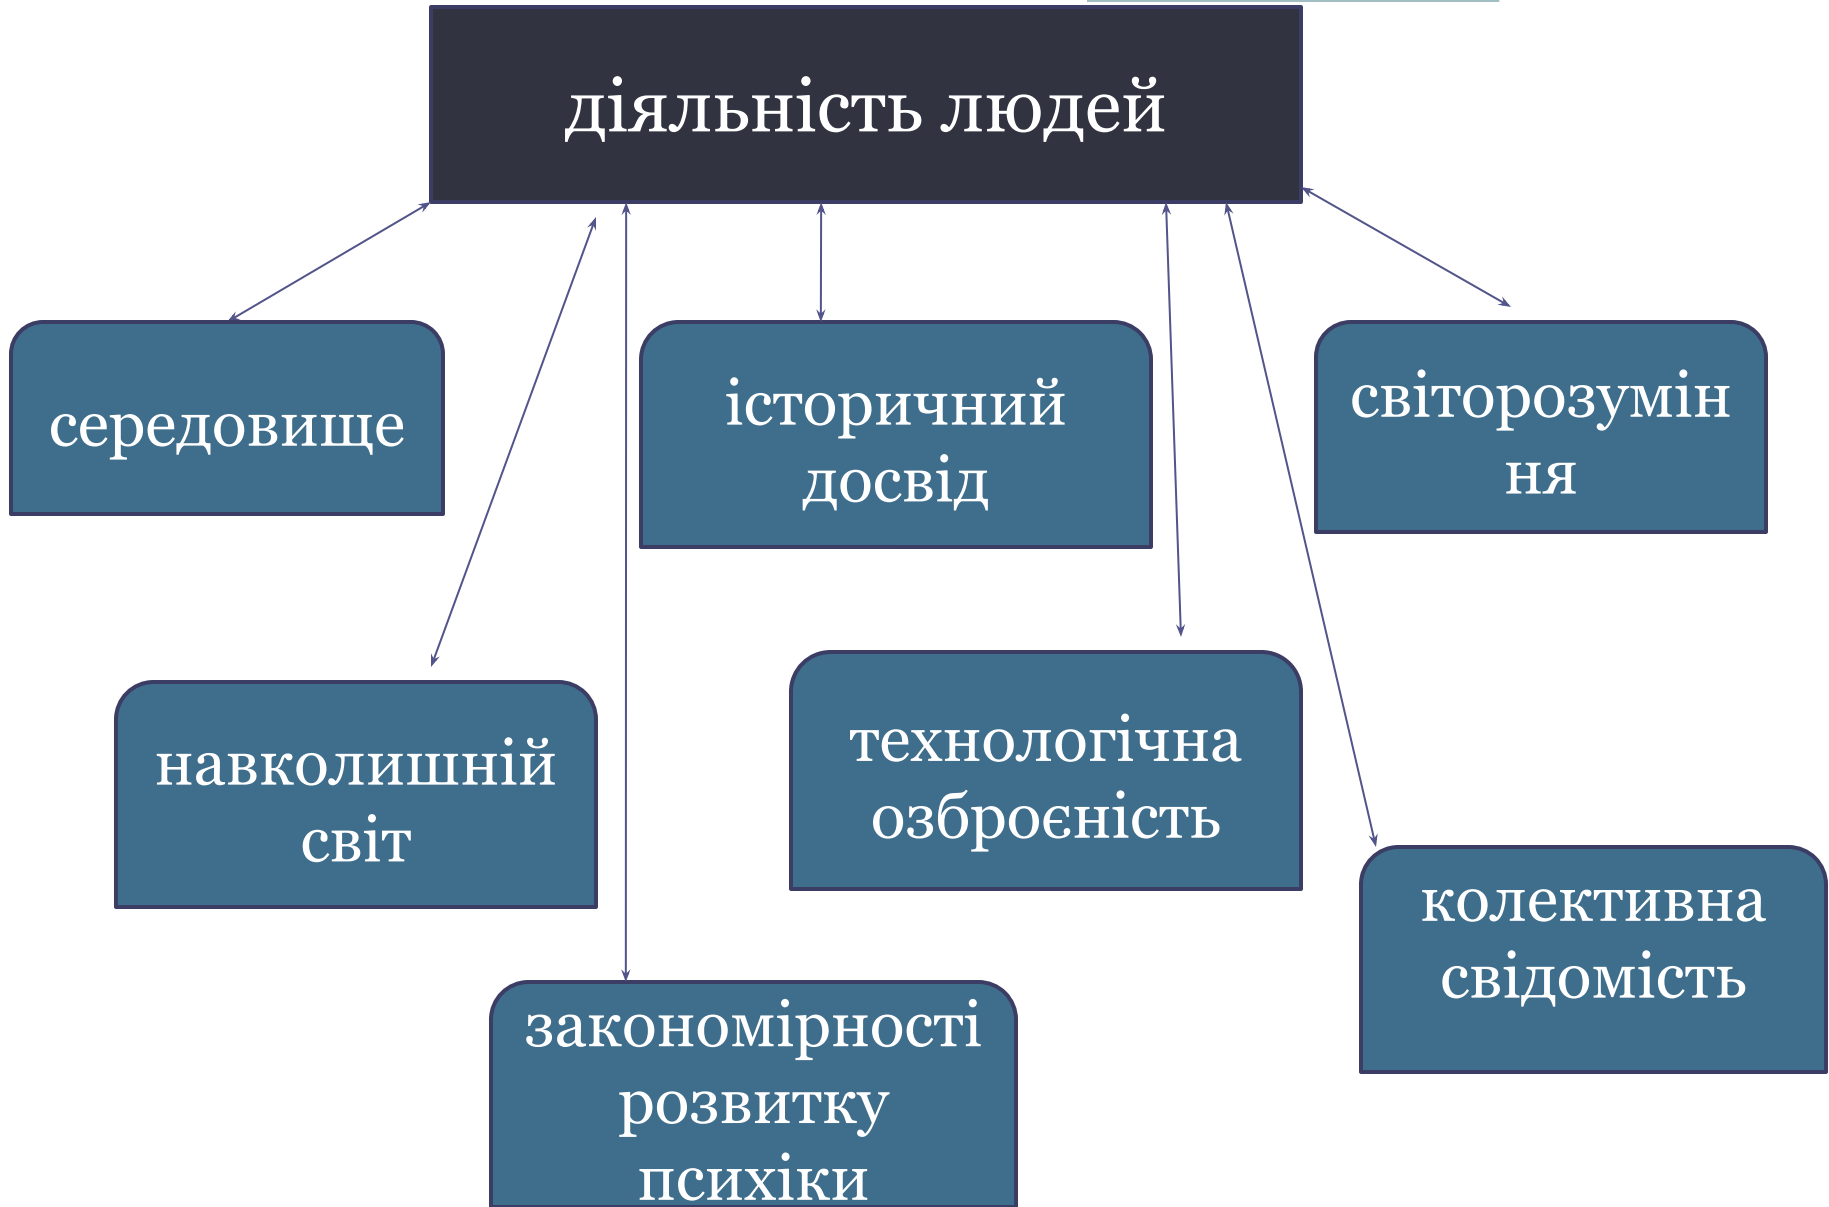 діяльність людей
середовище
історичний
досвід
світорозумін
ня
навколишній
світ
технологічна
озброєність
колективна
свідомість
закономірності
розвитку
психіки